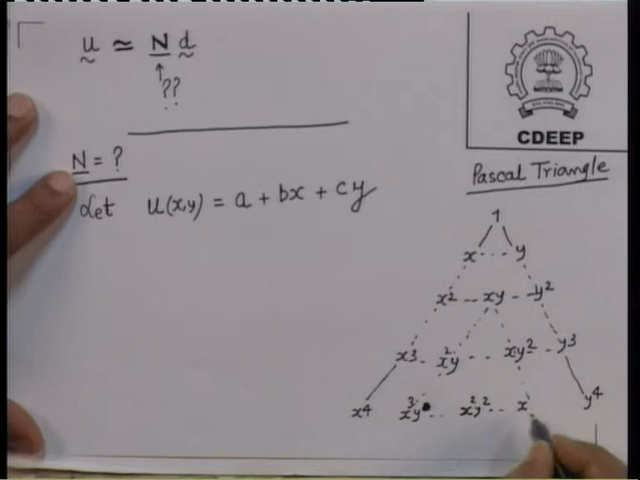 u ≃ N d
↑
??
CDEEP
N = ?
Pascal Triangle
Let u(x,y) = a + bx + cy
1
x y
x² xy y²
x³ x²y xy² y³
x⁴ x³y x²y² x y⁴